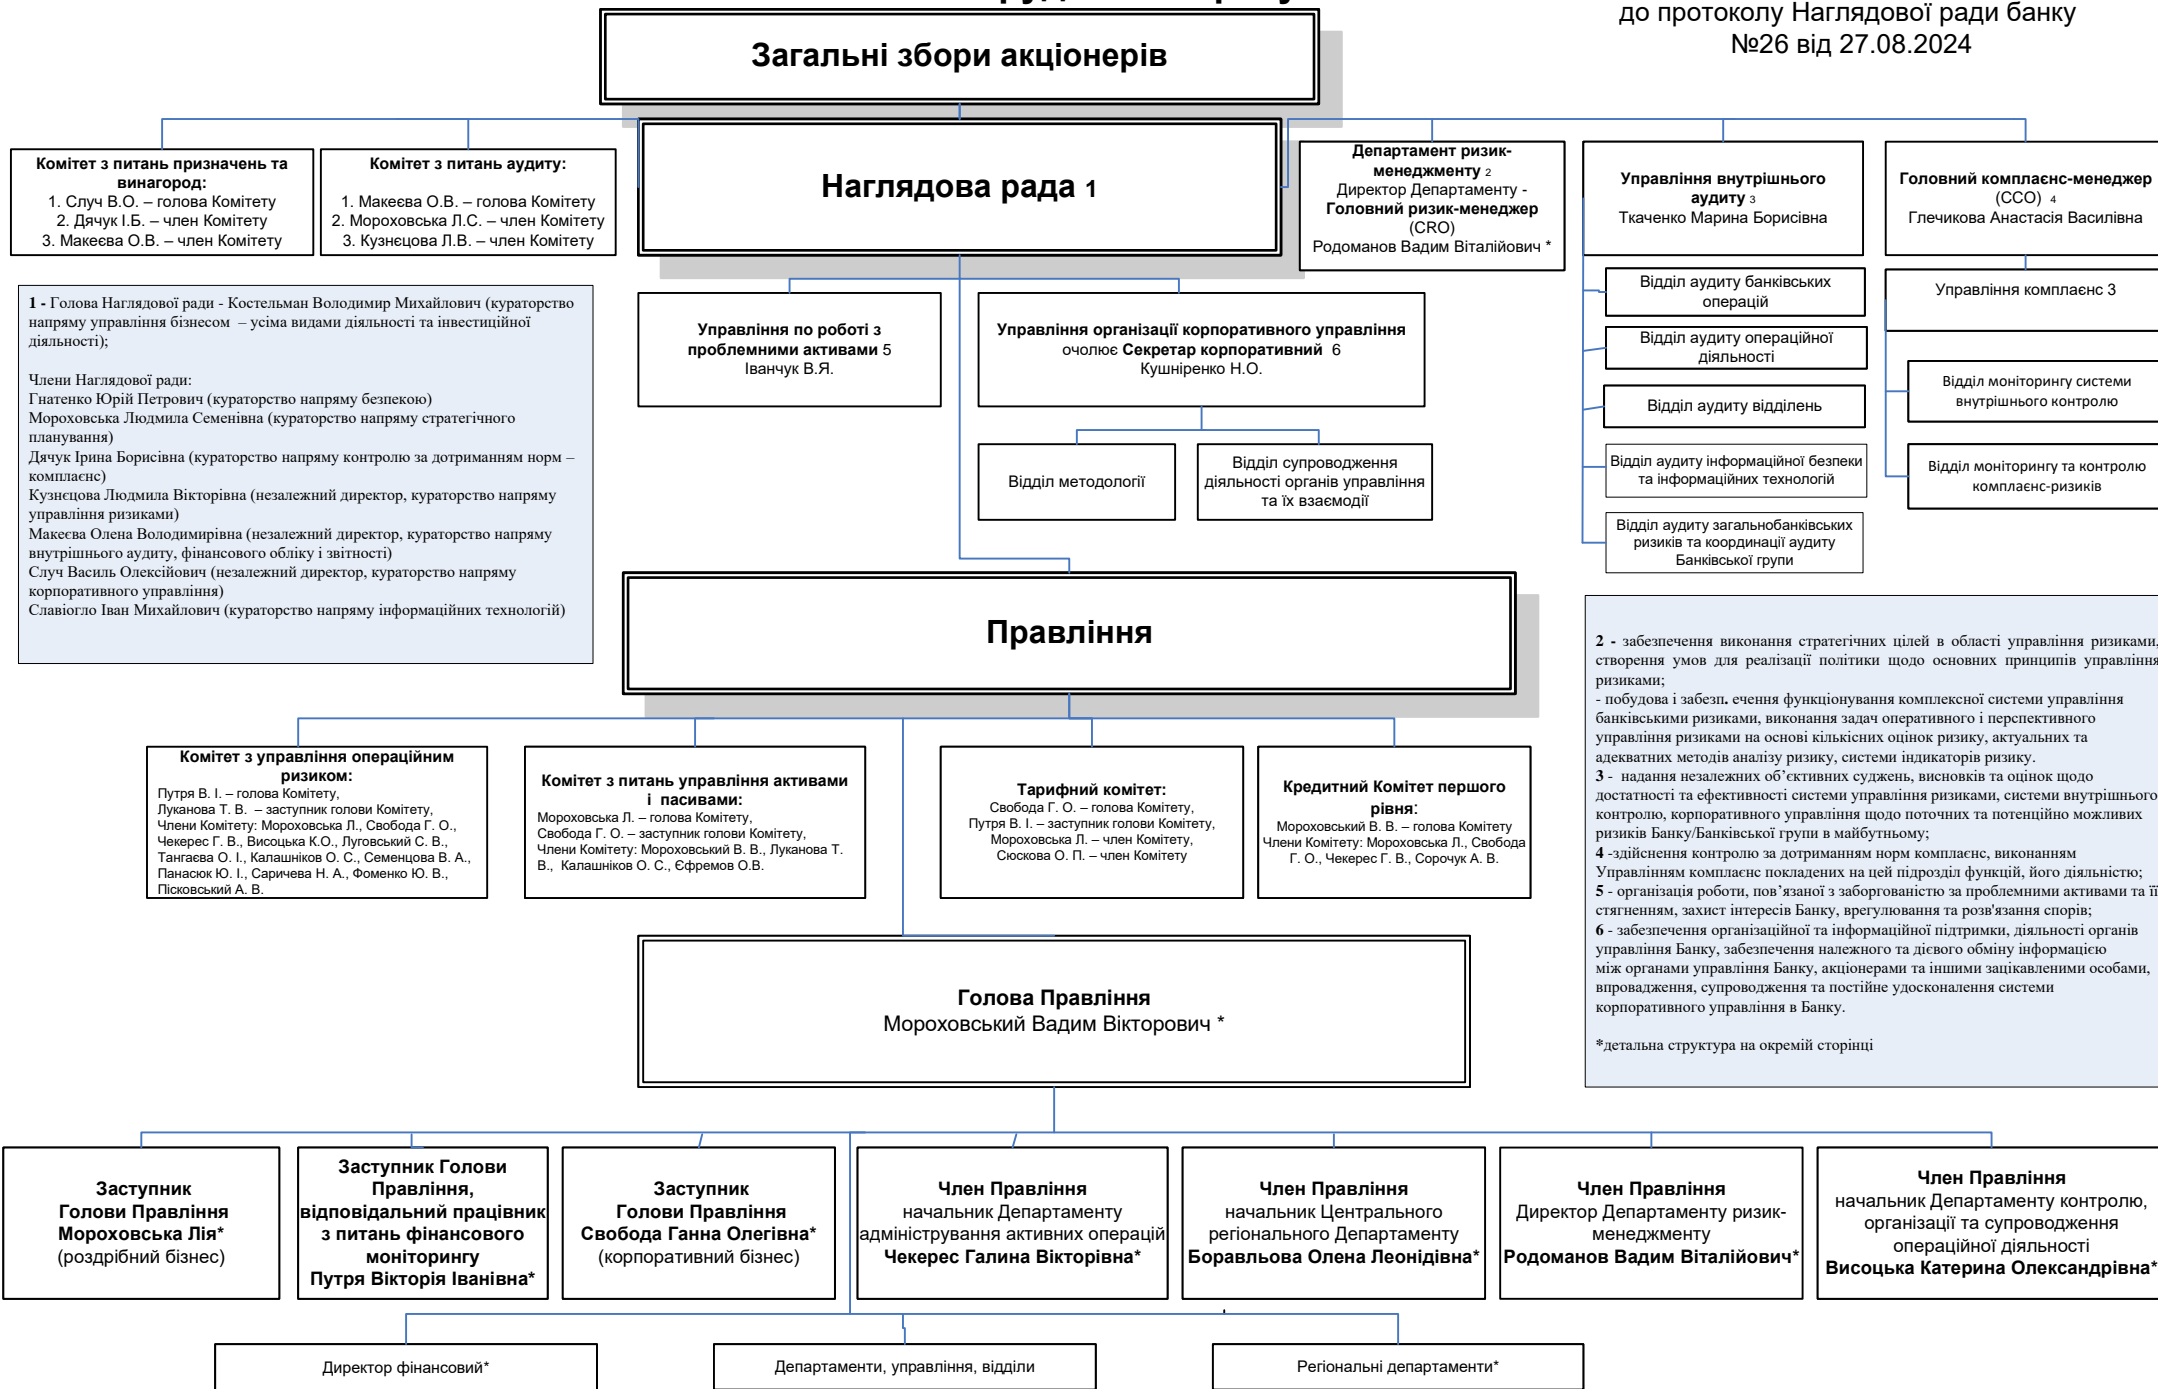 до протоколу Наглядової ради банку
№26 від 27.08.2024
Загальні збори акціонерів
Наглядова рада 1
Комітет з питань призначень та
винагород:
1. Случ В.О. – голова Комітету
2. Дячук І.Б. – член Комітету
3. Макеєва О.В. – член Комітету
Комітет з питань аудиту:
1. Макеєва О.В. – голова Комітету
2. Мороховська Л.С. – член Комітету
3. Кузнєцова Л.В. – член Комітету
Департамент ризик-
менеджменту 2
Директор Департаменту -
Головний ризик-менеджер
(CRO)
Родоманов Вадим Віталійович *
Управління внутрішнього
аудиту 3
Ткаченко Марина Борисівна
Головний комплаєнс-менеджер
(ССО) 4
Глечикова Анастасія Василівна
1 - Голова Наглядової ради - Костельман Володимир Михайлович (кураторство
напряму управління бізнесом – усіма видами діяльності та інвестиційної
діяльності);
Члени Наглядової ради:
Гнатенко Юрій Петрович (кураторство напряму безпекою)
Мороховська Людмила Семенівна (кураторство напряму стратегічного
планування)
Дячук Ірина Борисівна (кураторство напряму контролю за дотриманням норм –
комплаєнс)
Кузнєцова Людмила Вікторівна (незалежний директор, кураторство напряму
управління ризиками)
Макеєва Олена Володимирівна (незалежний директор, кураторство напряму
внутрішнього аудиту, фінансового обліку і звітності)
Случ Василь Олексійович (незалежний директор, кураторство напряму
корпоративного управління)
Славіогло Іван Михайлович (кураторство напряму інформаційних технологій)
Управління по роботі з
проблемними активами 5
Іванчук В.Я.
Управління організації корпоративного управління
очолює Секретар корпоративний 6
Кушніренко Н.О.
Відділ методології
Відділ супроводження
діяльності органів управління
та їх взаємодії
Відділ аудиту банківських
операцій
Відділ аудиту операційної
діяльності
Відділ аудиту відділень
Відділ аудиту інформаційної безпеки
та інформаційних технологій
Відділ аудиту загальнобанківських
ризиків та координації аудиту
Банківської групи
Управління комплаєнс 3
Відділ моніторингу системи
внутрішнього контролю
Відділ моніторингу та контролю
комплаєнс-ризиків
Правління
2 - забезпечення виконання стратегічних цілей в області управління ризиками,
створення умов для реалізації політики щодо основних принципів управління
ризиками;
- побудова і забезп. ечення функціонування комплексної системи управління
банківськими ризиками, виконання задач оперативного і перспективного
управління ризиками на основі кількісних оцінок ризику, актуальних та
адекватних методів аналізу ризику, системи індикаторів ризику.
3 - надання незалежних об’єктивних суджень, висновків та оцінок щодо
достатності та ефективності системи управління ризиками, системи внутрішнього
контролю, корпоративного управління щодо поточних та потенційно можливих
ризиків Банку/Банківської групи в майбутньому;
4 -здійснення контролю за дотриманням норм комплаєнс, виконанням
Управлінням комплаєнс покладених на цей підрозділ функцій, його діяльністю;
5 - організація роботи, пов’язаної з заборгованістю за проблемними активами та її
стягненням, захист інтересів Банку, врегулювання та розв'язання спорів;
6 - забезпечення організаційної та інформаційної підтримки, діяльності органів
управління Банку, забезпечення належного та дієвого обміну інформацією
між органами управління Банку, акціонерами та іншими зацікавленими особами,
впровадження, супроводження та постійне удосконалення системи
корпоративного управління в Банку.
*детальна структура на окремій сторінці
Комітет з управління операційним
ризиком:
Путря В. І. – голова Комітету,
Луканова Т. В. – заступник голови Комітету,
Члени Комітету: Мороховська Л., Свобода Г. О.,
Чекерес Г. В., Висоцька К.О., Луговський С. В.,
Тангаєва О. І., Калашніков О. С., Семенцова В. А.,
Панасюк Ю. І., Саричева Н. А., Фоменко Ю. В.,
Пісковський А. В.
Комітет з питань управління активами
і пасивами:
Мороховська Л. – голова Комітету,
Свобода Г. О. – заступник голови Комітету,
Члени Комітету: Мороховський В. В., Луканова Т.
В., Калашніков О. С., Єфремов О.В.
Тарифний комітет:
Свобода Г. О. – голова Комітету,
Путря В. І. – заступник голови Комітету,
Мороховська Л. – член Комітету,
Сюскова О. П. – член Комітету
Кредитний Комітет першого
рівня:
Мороховський В. В. – голова Комітету
Члени Комітету: Мороховська Л., Свобода
Г. О., Чекерес Г. В., Сорочук А. В.
Голова Правління
Мороховський Вадим Вікторович *
Заступник
Голови Правління
Мороховська Лія*
(роздрібний бізнес)
Заступник Голови
Правління,
відповідальний працівник
з питань фінансового
моніторингу
Путря Вікторія Іванівна*
Заступник
Голови Правління
Свобода Ганна Олегівна*
(корпоративний бізнес)
Член Правління
начальник Департаменту
адміністрування активних операцій
Чекерес Галина Вікторівна*
Член Правління
начальник Центрального
регіонального Департаменту
Боравльова Олена Леонідівна*
Член Правління
Директор Департаменту ризик-
менеджменту
Родоманов Вадим Віталійович*
Член Правління
начальник Департаменту контролю,
організації та супроводження
операційної діяльності
Висоцька Катерина Олександрівна*
Директор фінансовий*
Департаменти, управління, відділи
Регіональні департаменти*